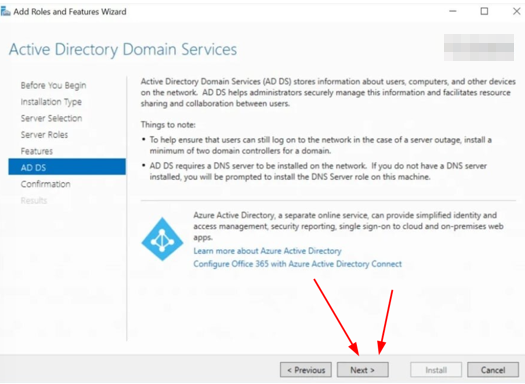 Add Roles and Features Wizard
Active Directory Domain Services
Before You Begin
Installation Type
Server Selection
Server Roles
Features
AD DS
Confirmation
Results
Active Directory Domain Services (AD DS) stores information about users, computers, and other devices
on the network. AD DS helps administrators securely manage this information and facilitates resource
sharing and collaboration between users.
Things to note:
• To help ensure that users can still log on to the network in the case of a server outage, install a
minimum of two domain controllers for a domain.
• AD DS requires a DNS server to be installed on the network. If you do not have a DNS server
installed, you will be prompted to install the DNS Server role on this machine.
Azure Active Directory, a separate online service, can provide simplified identity and
access management, security reporting, single sign-on to cloud and on-premises web
apps.
Learn more about Azure Active Directory
Configure Office 365 with Azure Active Directory Connect
< Previous
Next >
Install
Cancel